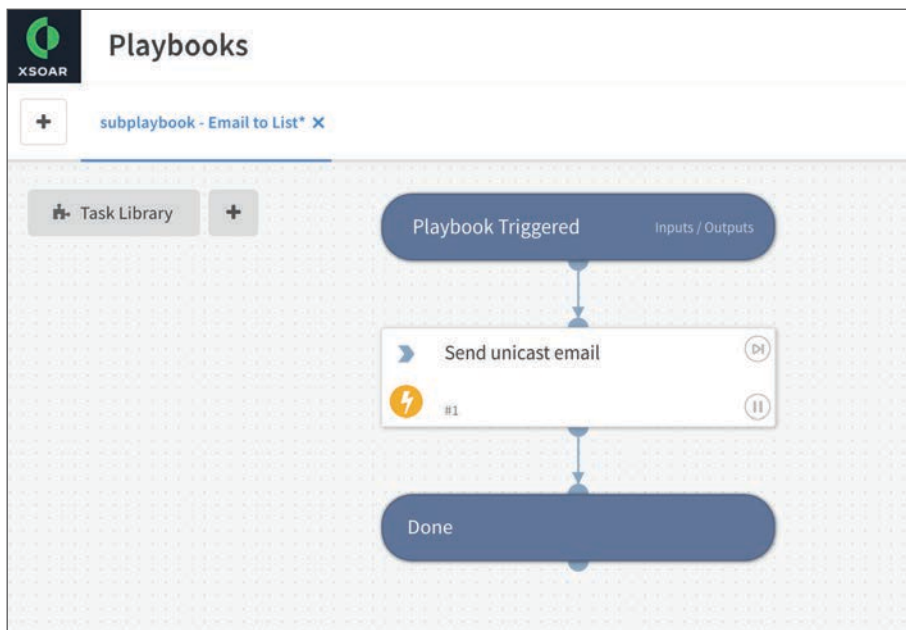 XSOAR
Playbooks
+
subplaybook - Email to List* ×
Task Library +
Playbook Triggered Inputs / Outputs
Send unicast email
#1
Done